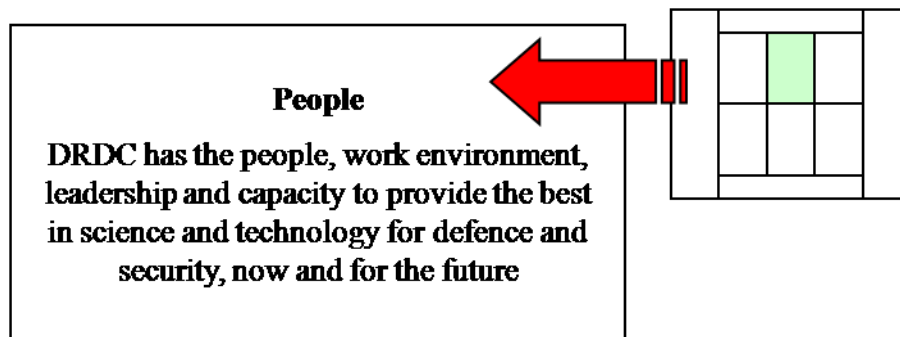 People
DRDC has the people, work environment,
leadership and capacity to provide the best
in science and technology for defence and
security, now and for the future